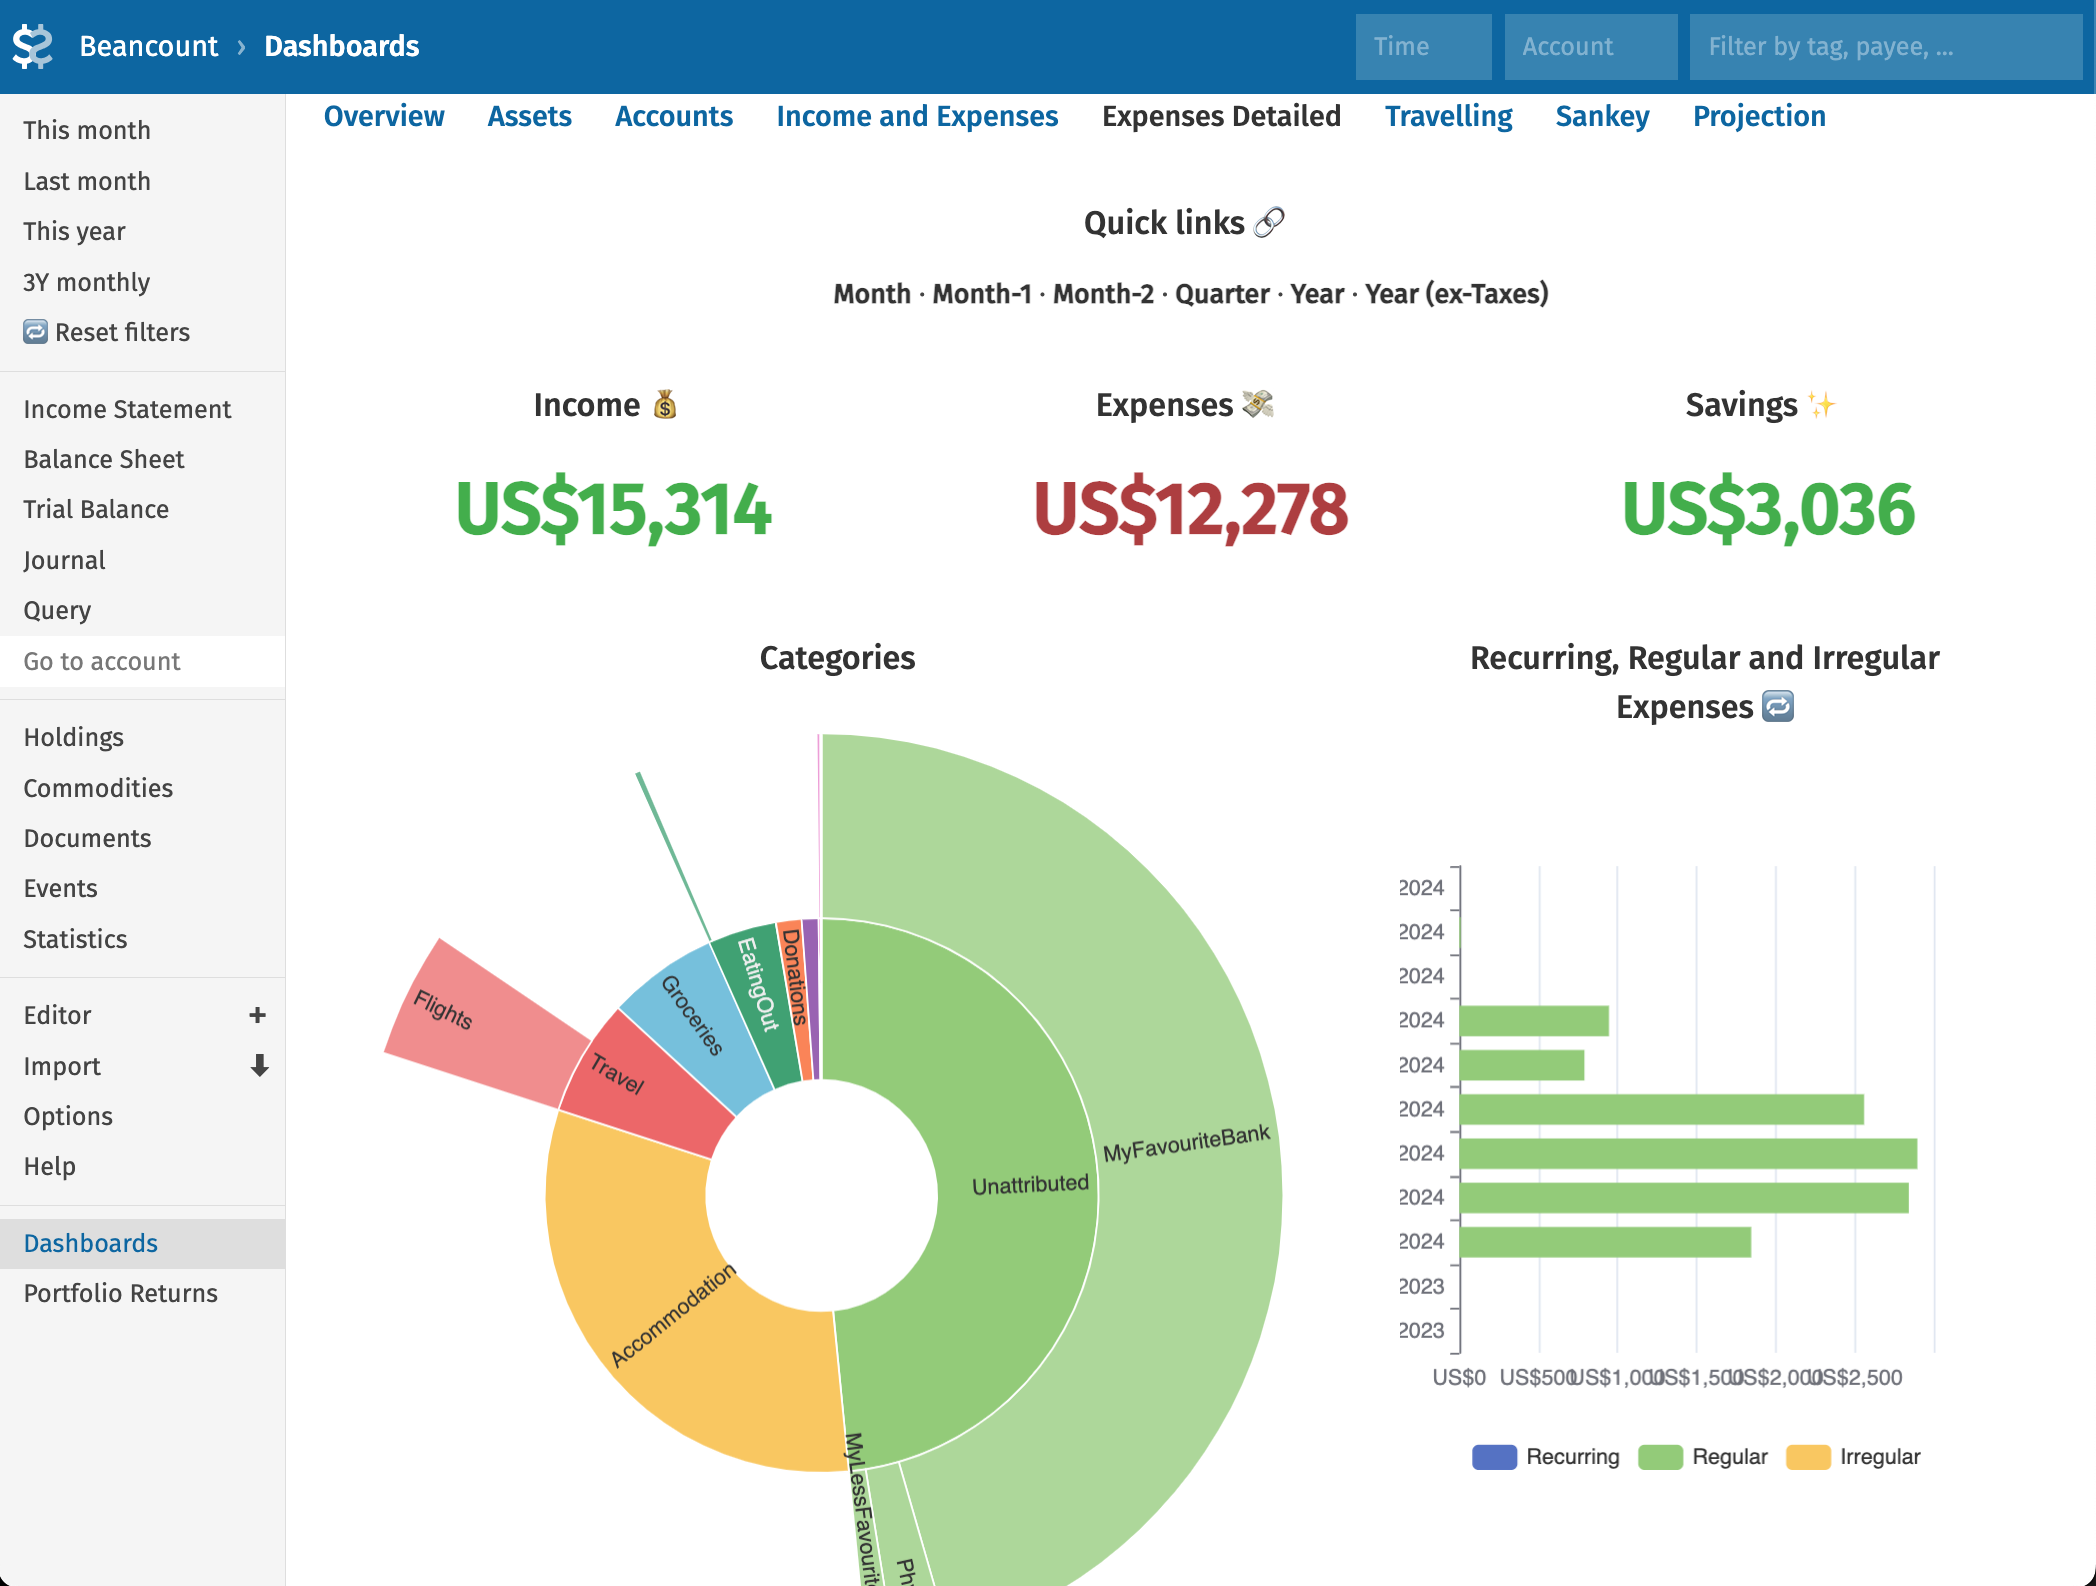 Beancount › Dashboards
Time
Account
Filter by tag, payee, ...
This month
Last month
This year
3Y monthly
Reset filters
Income Statement
Balance Sheet
Trial Balance
Journal
Query
Go to account
Holdings
Commodities
Documents
Events
Statistics
Editor +
Import
Options
Help
Dashboards
Portfolio Returns
Overview Assets Accounts Income and Expenses Expenses Detailed Travelling Sankey Projection
Quick links
Month · Month-1 · Month-2 · Quarter · Year · Year (ex-Taxes)
Income
US$15,314
Expenses
US$12,278
Savings
US$3,036
Categories
Flights
Travel
Groceries
EatingOut
Donations
MyFavouriteBank
Unattributed
Accommodation
MyLessFavourit
Recurring, Regular and Irregular
Expenses
2024
2024
2024
2024
2024
2024
2024
2024
2024
2023
2023
US$0 US$500 US$1,000 US$1,500 US$2,000 US$2,500
Recurring Regular Irregular